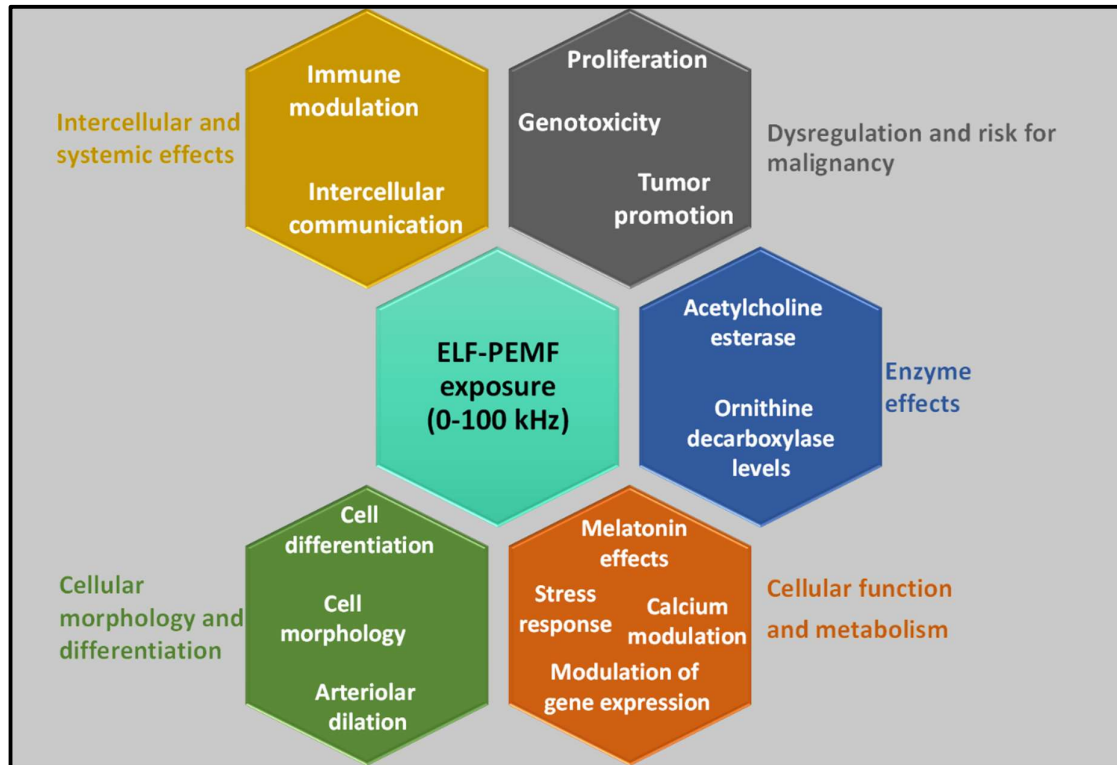 Intercellular and
systemic effects
Immune
modulation
Intercellular
communication
Proliferation
Genotoxicity
Tumor
promotion
Dysregulation and risk for
malignancy
ELF-PEMF
exposure
(0-100 kHz)
Acetylcholine
esterase
Ornithine
decarboxylase
levels
Enzyme
effects
Cellular
morphology and
differentiation
Cell
differentiation
Cell
morphology
Arteriolar
dilation
Melatonin
effects
Stress
response
Calcium
modulation
Modulation of
gene expression
Cellular function
and metabolism